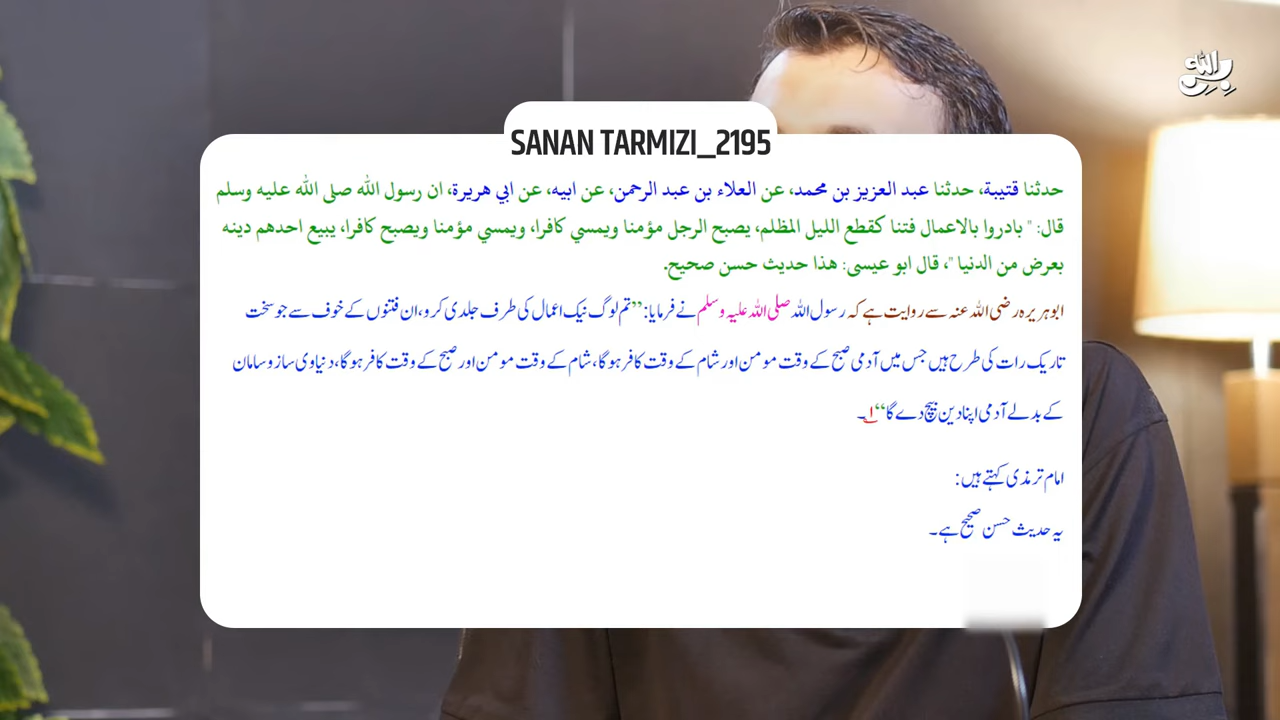 SANAN TARMIZI_2195
حدثنا قتيبة، حدثنا عبد العزيز بن محمد، عن العلاء بن عبد الرحمن، عن ابيه، عن ابي هريرة، ان رسول الله صلى الله عليه وسلم
قال: " بادروا بالاعمال فتنا كقطع الليل المظلم، يصبح الرجل مؤمنا ويمسي كافرا، ويمسي مؤمنا ويصبح كافرا، يبيع احدهم دينه
بعرض من الدنيا "، قال ابو عيسى: هذا حديث حسن صحيح.
ابوہریرہ رضی الله عنہ سے روایت ہے کہ رسول اللہ صلی اللہ علیہ وسلم نے فرمایا: ”تم لوگ نیک اعمال کی طرف جلدی کرو، ان فتنوں کے خوف سے جو سخت
تاریک رات کی طرح ہیں جس میں آدمی صبح کے وقت مومن اور شام کے وقت کافر ہو گا، شام کے وقت مومن اور صبح کے وقت کافر ہو گا، دنیاوی ساز و سامان
کے بدلے آدمی اپنا دین بیچ دے گا“ ۱؎۔
امام ترمذی کہتے ہیں:
یہ حدیث حسن صحیح ہے۔